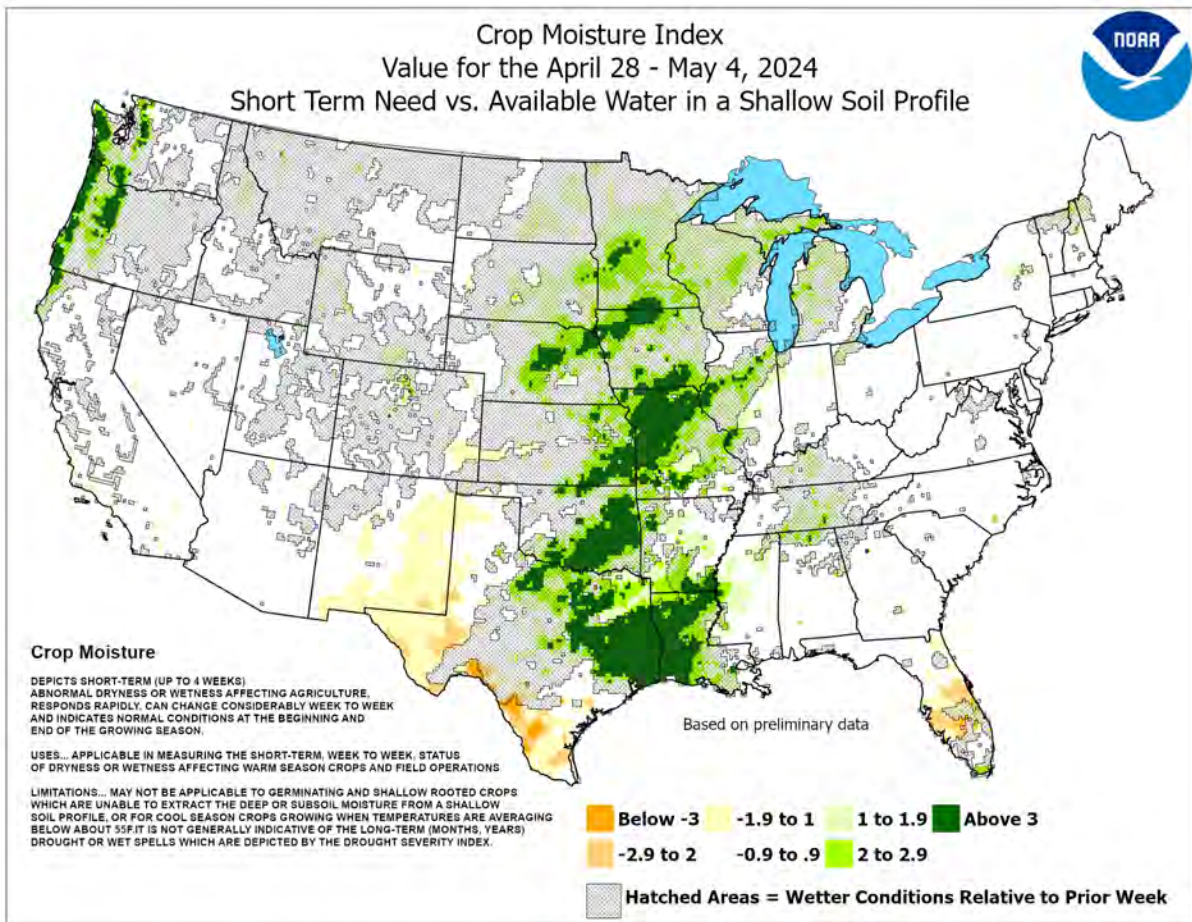 Crop Moisture Index
Value for the April 28 - May 4, 2024
Short Term Need vs. Available Water in a Shallow Soil Profile
NOAA
Crop Moisture
DEPICTS SHORT-TERM (UP TO 4 WEEKS)
ABNORMAL DRYNESS OR WETNESS AFFECTING AGRICULTURE,
RESPONDS RAPIDLY, CAN CHANGE CONSIDERABLY WEEK TO WEEK
AND INDICATES NORMAL CONDITIONS AT THE BEGINNING AND
END OF THE GROWING SEASON.
USES... APPLICABLE IN MEASURING THE SHORT-TERM, WEEK TO WEEK, STATUS
OF DRYNESS OR WETNESS AFFECTING WARM SEASON CROPS AND FIELD OPERATIONS
LIMITATIONS... MAY NOT BE APPLICABLE TO GERMINATING AND SHALLOW ROOTED CROPS
WHICH ARE UNABLE TO EXTRACT THE DEEP OR SUBSOIL MOISTURE FROM A SHALLOW
SOIL PROFILE, OR FOR COOL SEASON CROPS GROWING WHEN TEMPERATURES ARE AVERAGING
BELOW ABOUT 55F.IT IS NOT GENERALLY INDICATIVE OF THE LONG-TERM (MONTHS, YEARS)
DROUGHT OR WET SPELLS WHICH ARE DEPICTED BY THE DROUGHT SEVERITY INDEX.
Based on preliminary data
Below -3 -1.9 to 1 1 to 1.9 Above 3
-2.9 to 2 -0.9 to .9 2 to 2.9
Hatched Areas = Wetter Conditions Relative to Prior Week